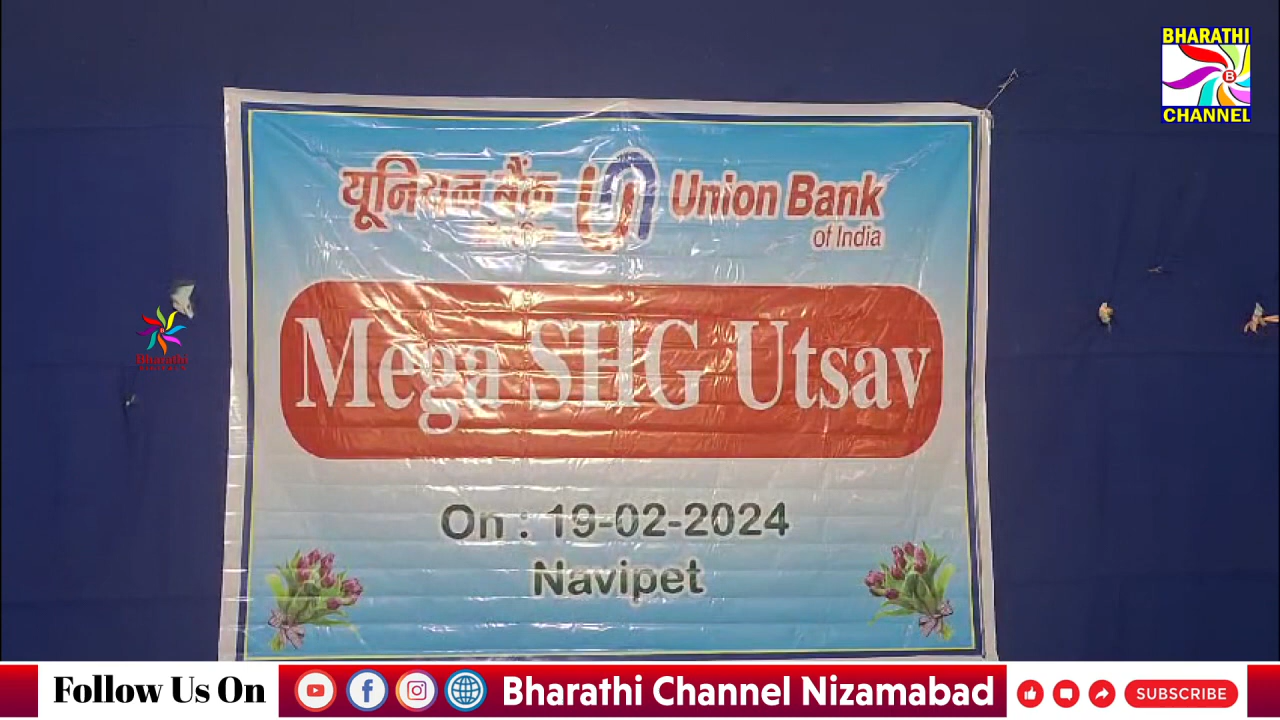 BHARATHI
B
CHANNEL
यूनियन बैंक
Union Bank
of India
Mega SHG Utsav
On : 19-02-2024
Navipet
Bharathi
Follow Us On
Bharathi Channel Nizamabad
SUBSCRIBE